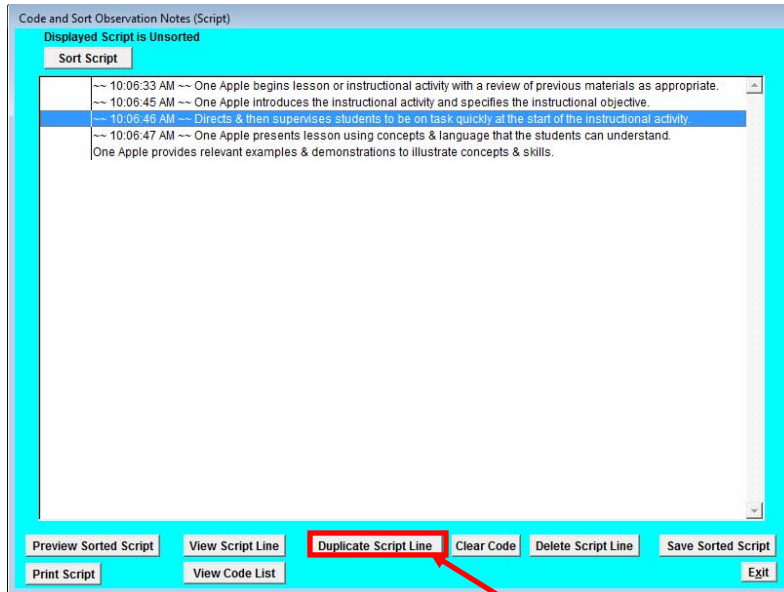 Code and Sort Observation Notes (Script)
Displayed Script is Unsorted
Sort Script
~~ 10:06:33 AM ~~ One Apple begins lesson or instructional activity with a review of previous materials as appropriate.
~~ 10:06:45 AM ~~ One Apple introduces the instructional activity and specifies the instructional objective.
~~ 10:06:46 AM ~~ Directs & then supervises students to be on task quickly at the start of the instructional activity.
~~ 10:06:47 AM ~~ One Apple presents lesson using concepts & language that the students can understand.
One Apple provides relevant examples & demonstrations to illustrate concepts & skills.
Preview Sorted Script View Script Line Duplicate Script Line Clear Code Delete Script Line Save Sorted Script
Print Script View Code List Exit